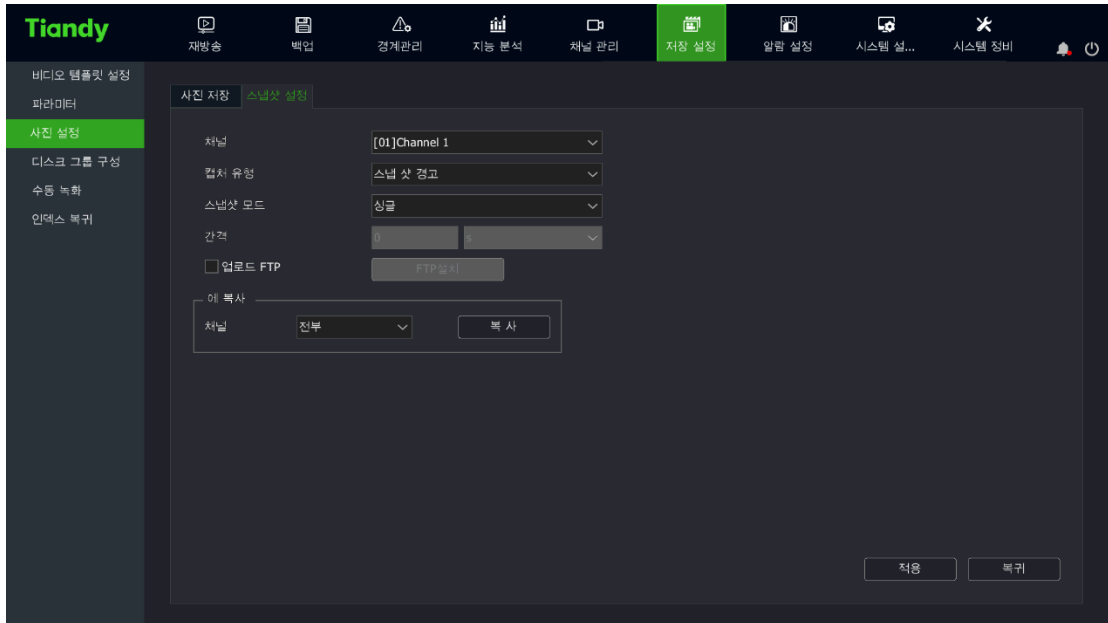 Tiandy
재방송
백업
경계관리
지능 분석
채널 관리
저장 설정
알람 설정
시스템 설...
시스템 정비
비디오 템플릿 설정
파라미터
사진 설정
디스크 그룹 구성
수동 녹화
인덱스 복귀
사진 저장 스냅샷 설정
채널 [01]Channel 1
캡처 유형 스냅 샷 경고
스냅샷 모드 싱글
간격 0 s
업로드 FTP FTP설치
에 복사
채널 전부 복 사
적용 복귀